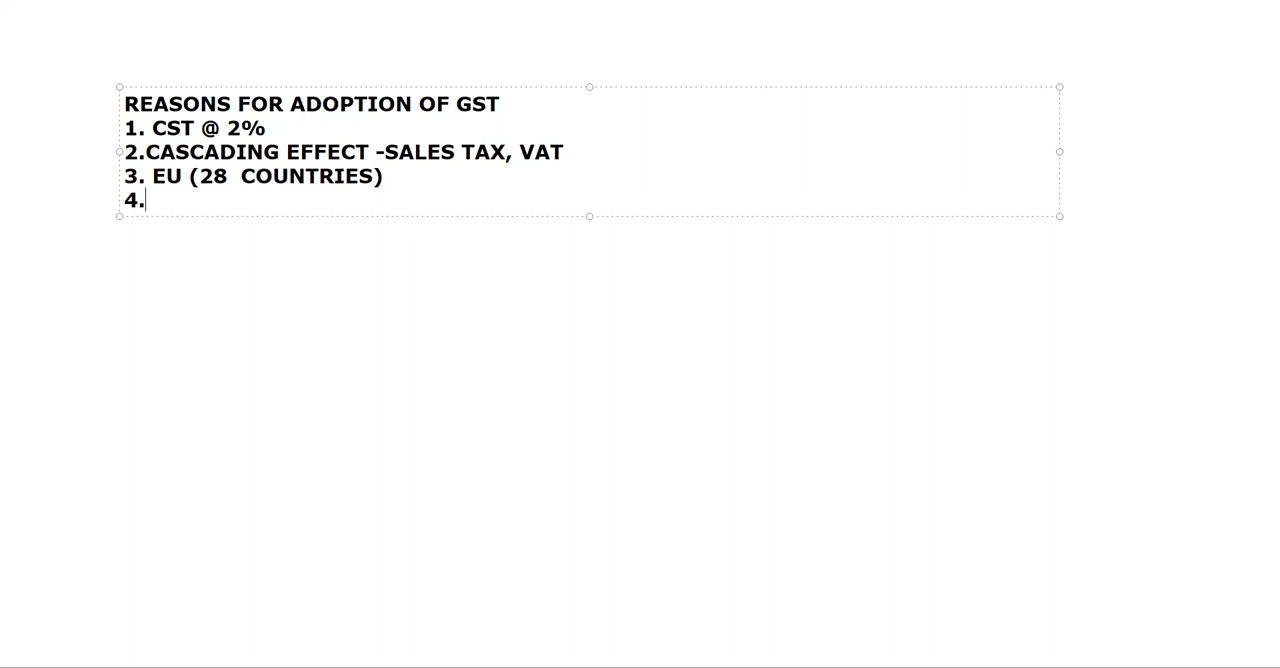 REASONS FOR ADOPTION OF GST
1. CST @ 2%
2.CASCADING EFFECT -SALES TAX, VAT
3. EU (28  COUNTRIES)
4.